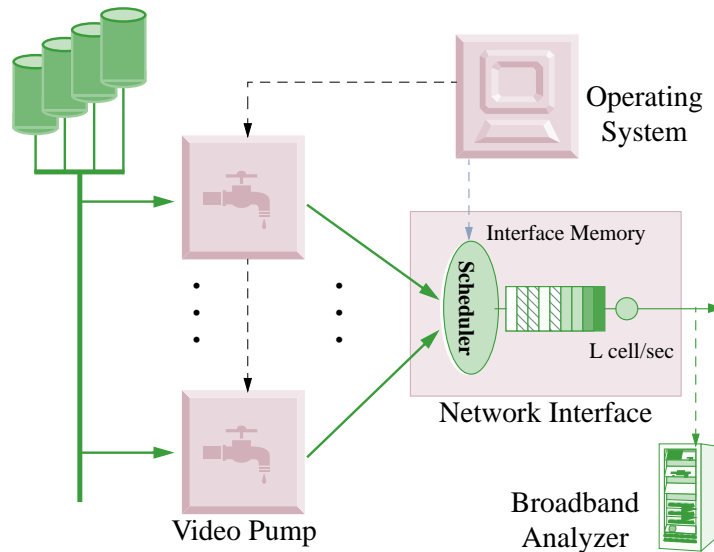 Operating
System
Interface Memory
Scheduler
L cell/sec
Network Interface
Video Pump
Broadband
Analyzer